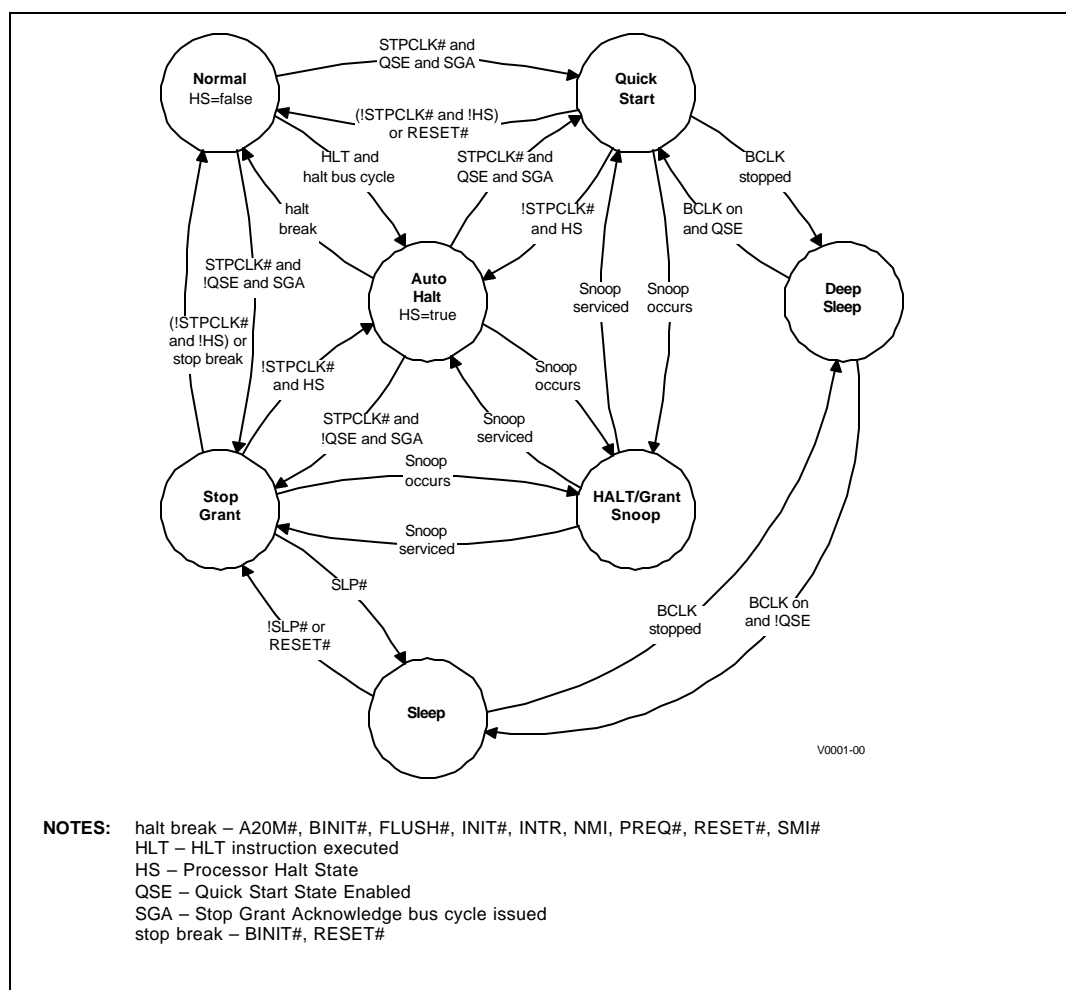 STPCLK# and
QSE and SGA
Normal
HS=false
Quick
Start
(!STPCLK# and !HS)
or RESET#
HLT and
halt bus cycle
STPCLK# and
QSE and SGA
BCLK
stopped
halt
break
!STPCLK#
and HS
BCLK on
and QSE
STPCLK# and
!QSE and SGA
Auto
Halt
HS=true
Snoop
serviced
Snoop
occurs
Deep
Sleep
(!STPCLK#
and !HS) or
stop break
!STPCLK#
and HS
Snoop
occurs
STPCLK# and
!QSE and SGA
Snoop
serviced
Stop
Grant
Snoop
occurs
HALT/Grant
Snoop
Snoop
serviced
SLP#
BCLK
stopped
BCLK on
and !QSE
!SLP# or
RESET#
Sleep
V0001-00
NOTES: halt break – A20M#, BINIT#, FLUSH#, INIT#, INTR, NMI, PREQ#, RESET#, SMI#
HLT – HLT instruction executed
HS – Processor Halt State
QSE – Quick Start State Enabled
SGA – Stop Grant Acknowledge bus cycle issued
stop break – BINIT#, RESET#